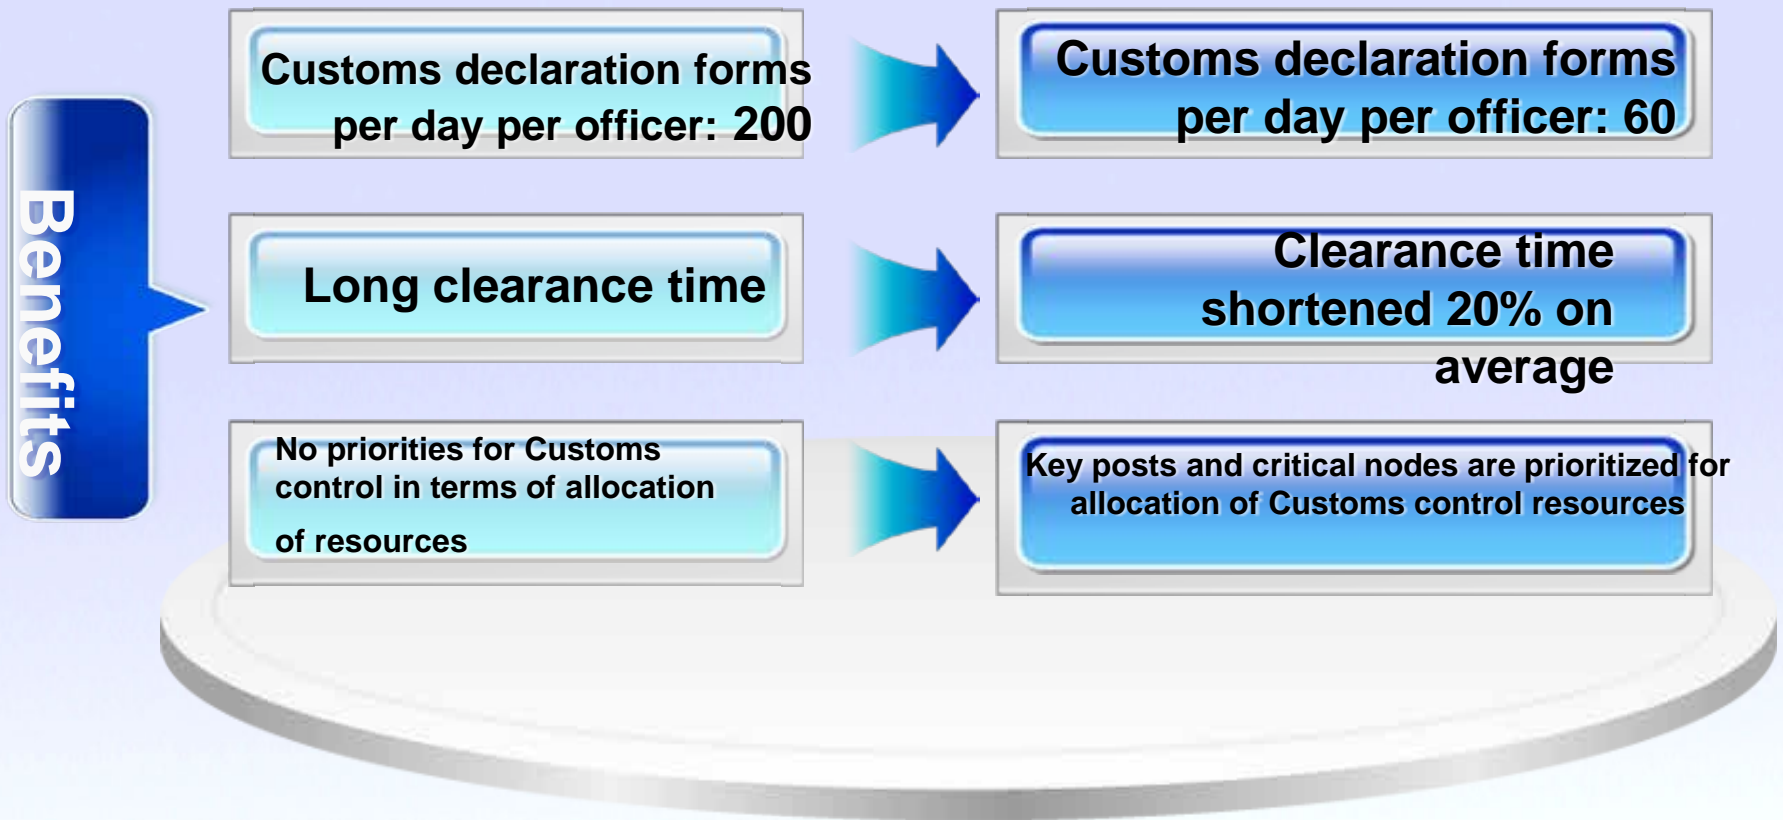 Benefits
Customs declaration forms
per day per officer: 200
Customs declaration forms
per day per officer: 60
Long clearance time
Clearance time
shortened 20% on
average
No priorities for Customs
control in terms of allocation
of resources
Key posts and critical nodes are prioritized for
allocation of Customs control resources